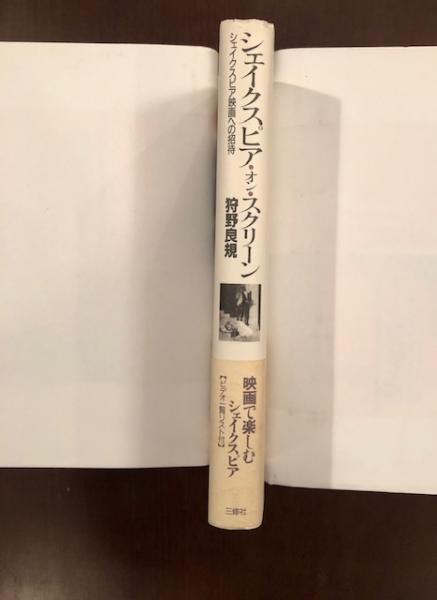 シェイクスピア・オン・スクリーン
シェイクスピア映画への招待
狩野良規
映画で楽しむ
シェイクスピア
【ビデオ一覧リスト付】
三修社